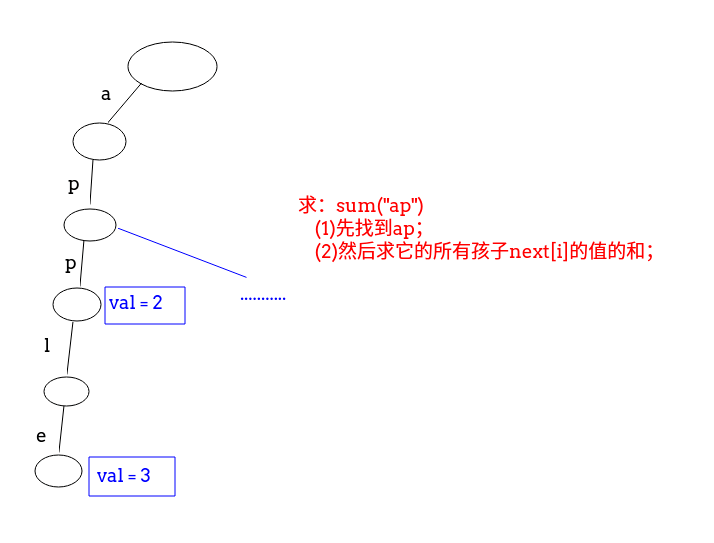 a
p
求：sum("ap")
(1)先找到ap；
(2)然后求它的所有孩子next[i]的值的和；
p
...........
val = 2
l
e
val = 3